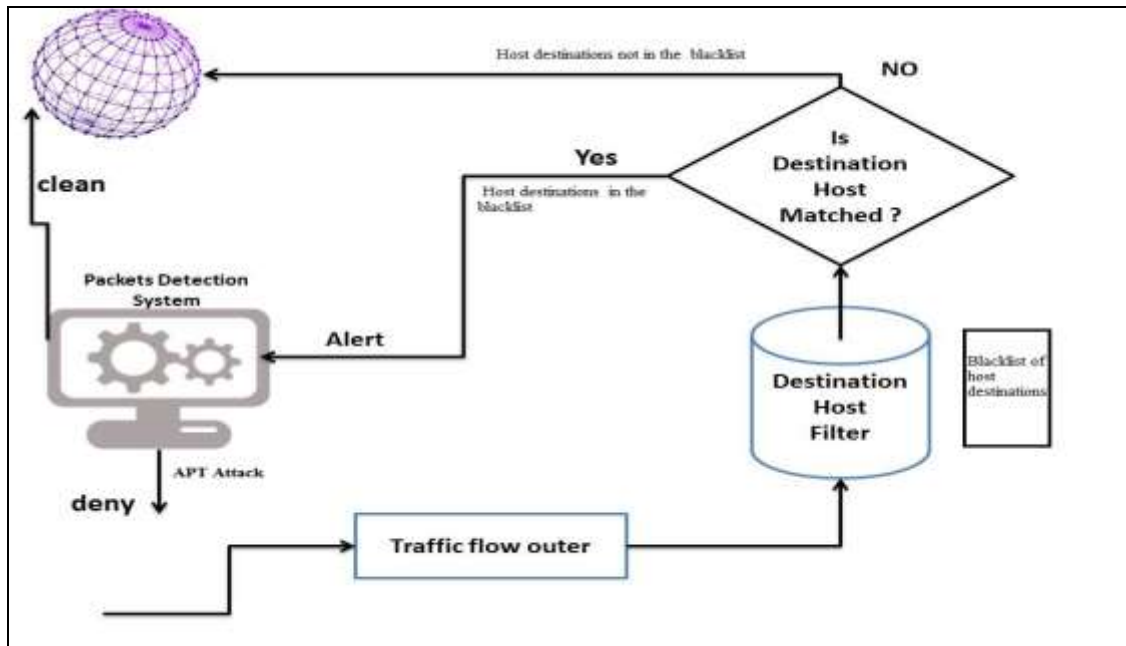 Host destinations not in the blacklist
NO
Is
Destination
Host
Matched ?
Yes
Host destinations in the
blacklist
clean
Packets Detection
System
Alert
Destination
Host
Filter
Blacklist of
host
destinations
APT Attack
deny
Traffic flow outer